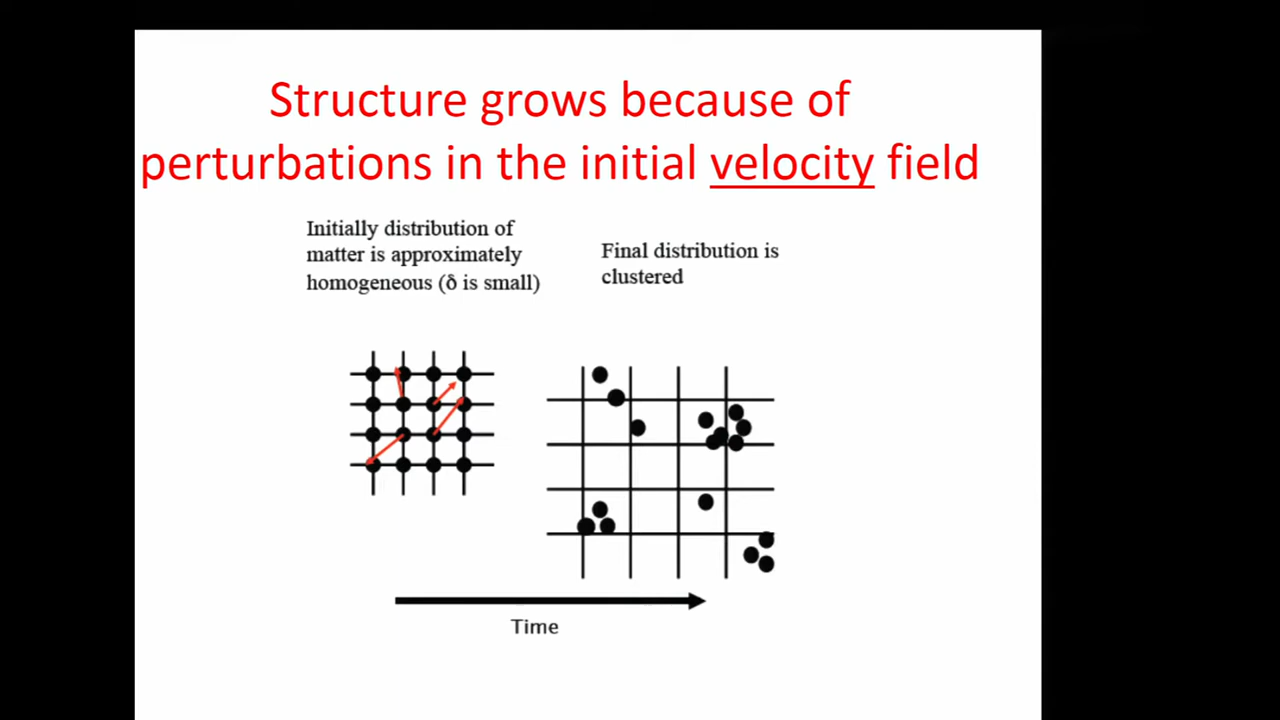 Structure grows because of
perturbations in the initial velocity field
Initially distribution of
matter is approximately
homogeneous (δ is small)
Final distribution is
clustered
Time